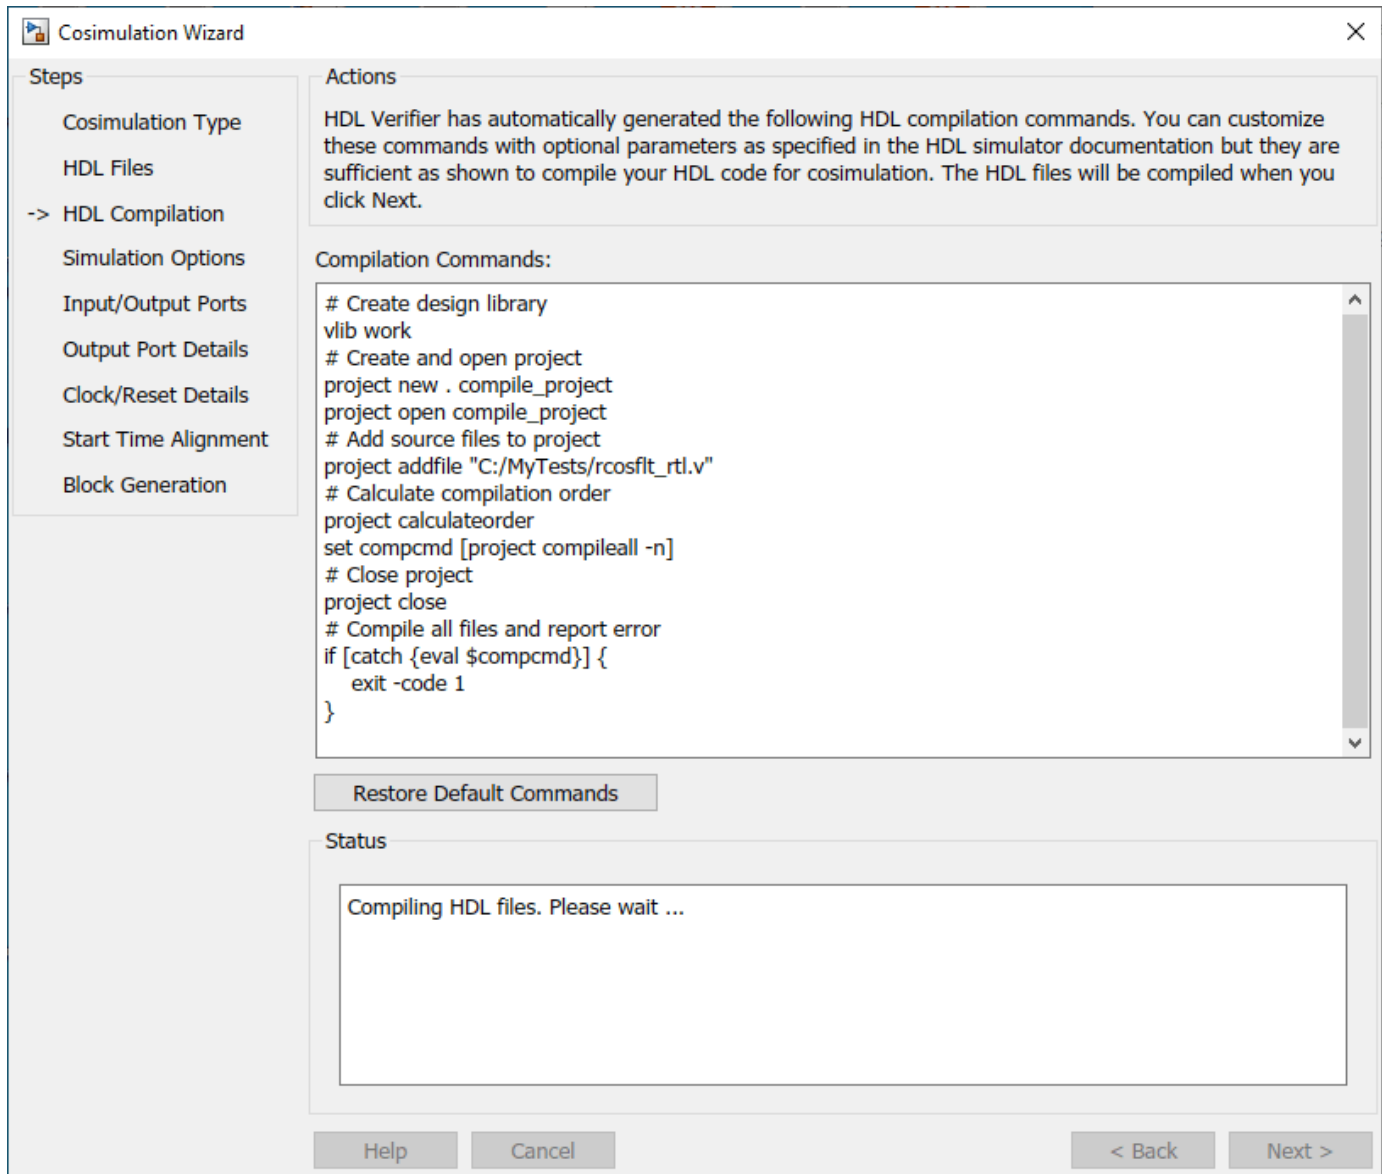 Cosimulation Wizard
Steps
Cosimulation Type
HDL Files
-> HDL Compilation
Simulation Options
Input/Output Ports
Output Port Details
Clock/Reset Details
Start Time Alignment
Block Generation
Actions
HDL Verifier has automatically generated the following HDL compilation commands. You can customize
these commands with optional parameters as specified in the HDL simulator documentation but they are
sufficient as shown to compile your HDL code for cosimulation. The HDL files will be compiled when you
click Next.
Compilation Commands:
# Create design library
vlib work
# Create and open project
project new . compile_project
project open compile_project
# Add source files to project
project addfile "C:/MyTests/rcosflt_rtl.v"
# Calculate compilation order
project calculateorder
set compcmd [project compileall -n]
# Close project
project close
# Compile all files and report error
if [catch {eval $compcmd}] {
exit -code 1
}
Restore Default Commands
Status
Compiling HDL files. Please wait ...
Help
Cancel
< Back
Next >